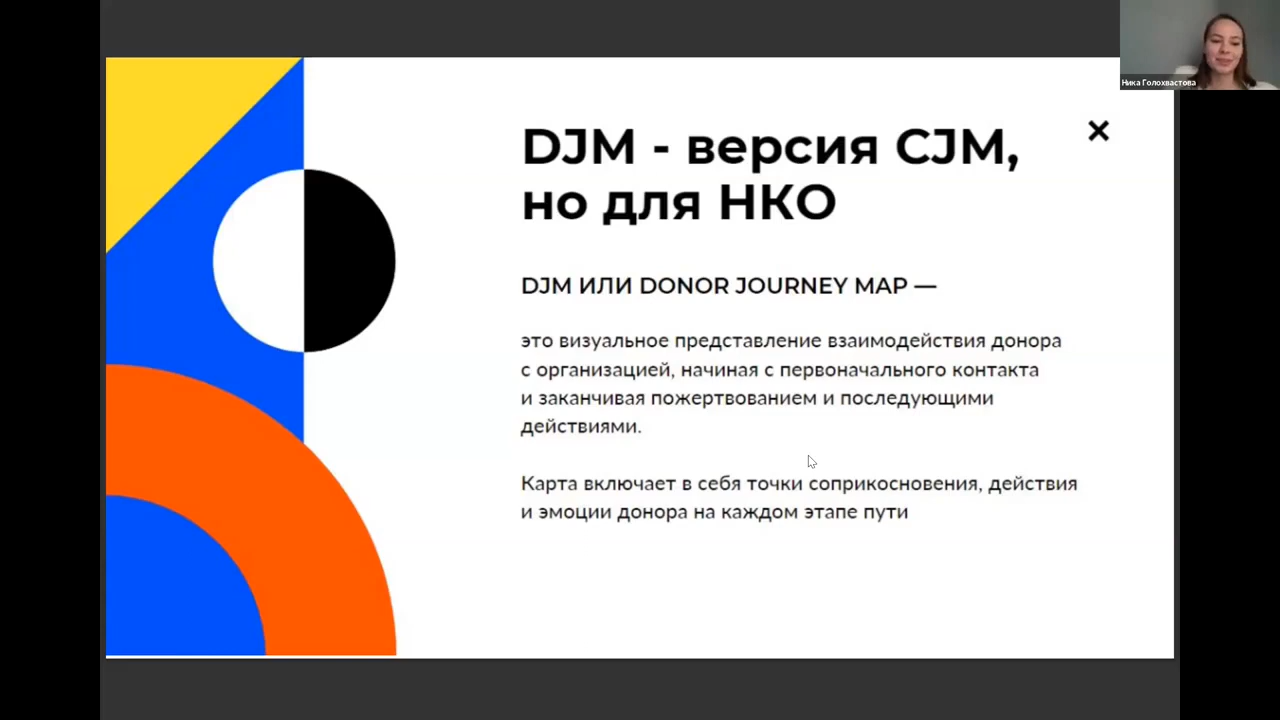 Ника Голохвастова
DJM - версия CJM,
но для НКО
DJM ИЛИ DONOR JOURNEY MAP —
это визуальное представление взаимодействия донора
с организацией, начиная с первоначального контакта
и заканчивая пожертвованием и последующими
действиями.
Карта включает в себя точки соприкосновения, действия
и эмоции донора на каждом этапе пути